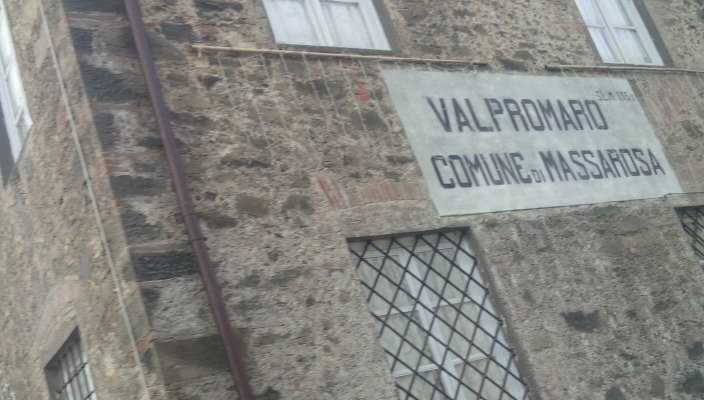 VALPROMARO
COMUNE DI MASSAROSA